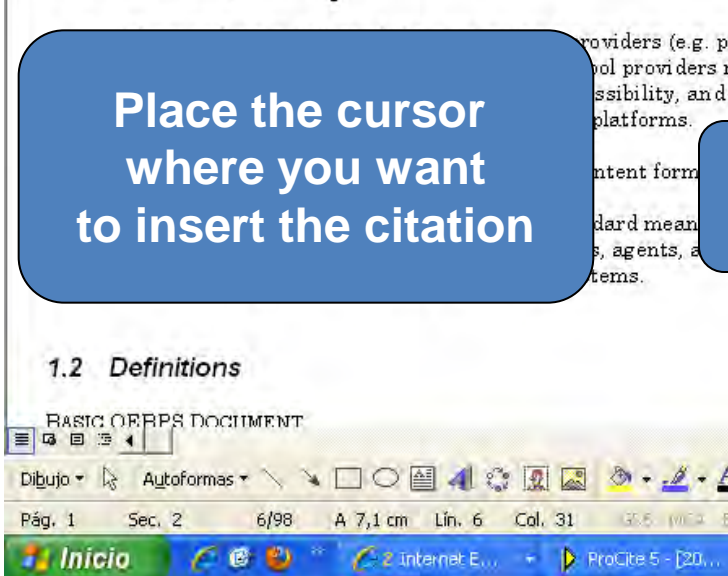 roviders (e.g. p
ool providers
ssibility, and
platforms.
Place the cursor
where you want
to insert the citation
ntent form
dard mean
s, agents, a
tems.
1.2 Definitions
BASIC OEBPS DOCUMENT
Dibujo
Autoformas
Pág. 1 Sec. 2 6/98 A 7,1 cm Lín. 6 Col. 31
Inicio 2 Internet E... ProCite 5 - [20...